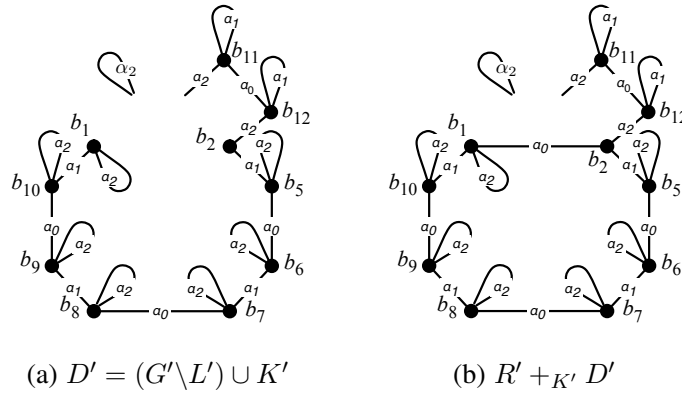 a₁ a₁
α₂ b₁₁ α₂ b₁₁
a₂ a₀ a₁ a₂ a₀ a₁
b₁₂ b₁₂
b₁ b₂ a₂ b₁ a₀ b₂ a₂
a₂ a₂ a₂ a₂
b₁₀ a₁ a₂ a₁ b₅ b₁₀ a₁ a₂ a₁ b₅
a₀ a₀ a₀ a₀
b₉ a₂ a₂ b₆ b₉ a₂ a₂ b₆
a₁ a₂ a₂ a₁ a₁ a₂ a₂ a₁
b₈ a₀ b₇ b₈ a₀ b₇
(a) D′ = (G′\L′) ∪ K′ (b) R′ +_K′ D′